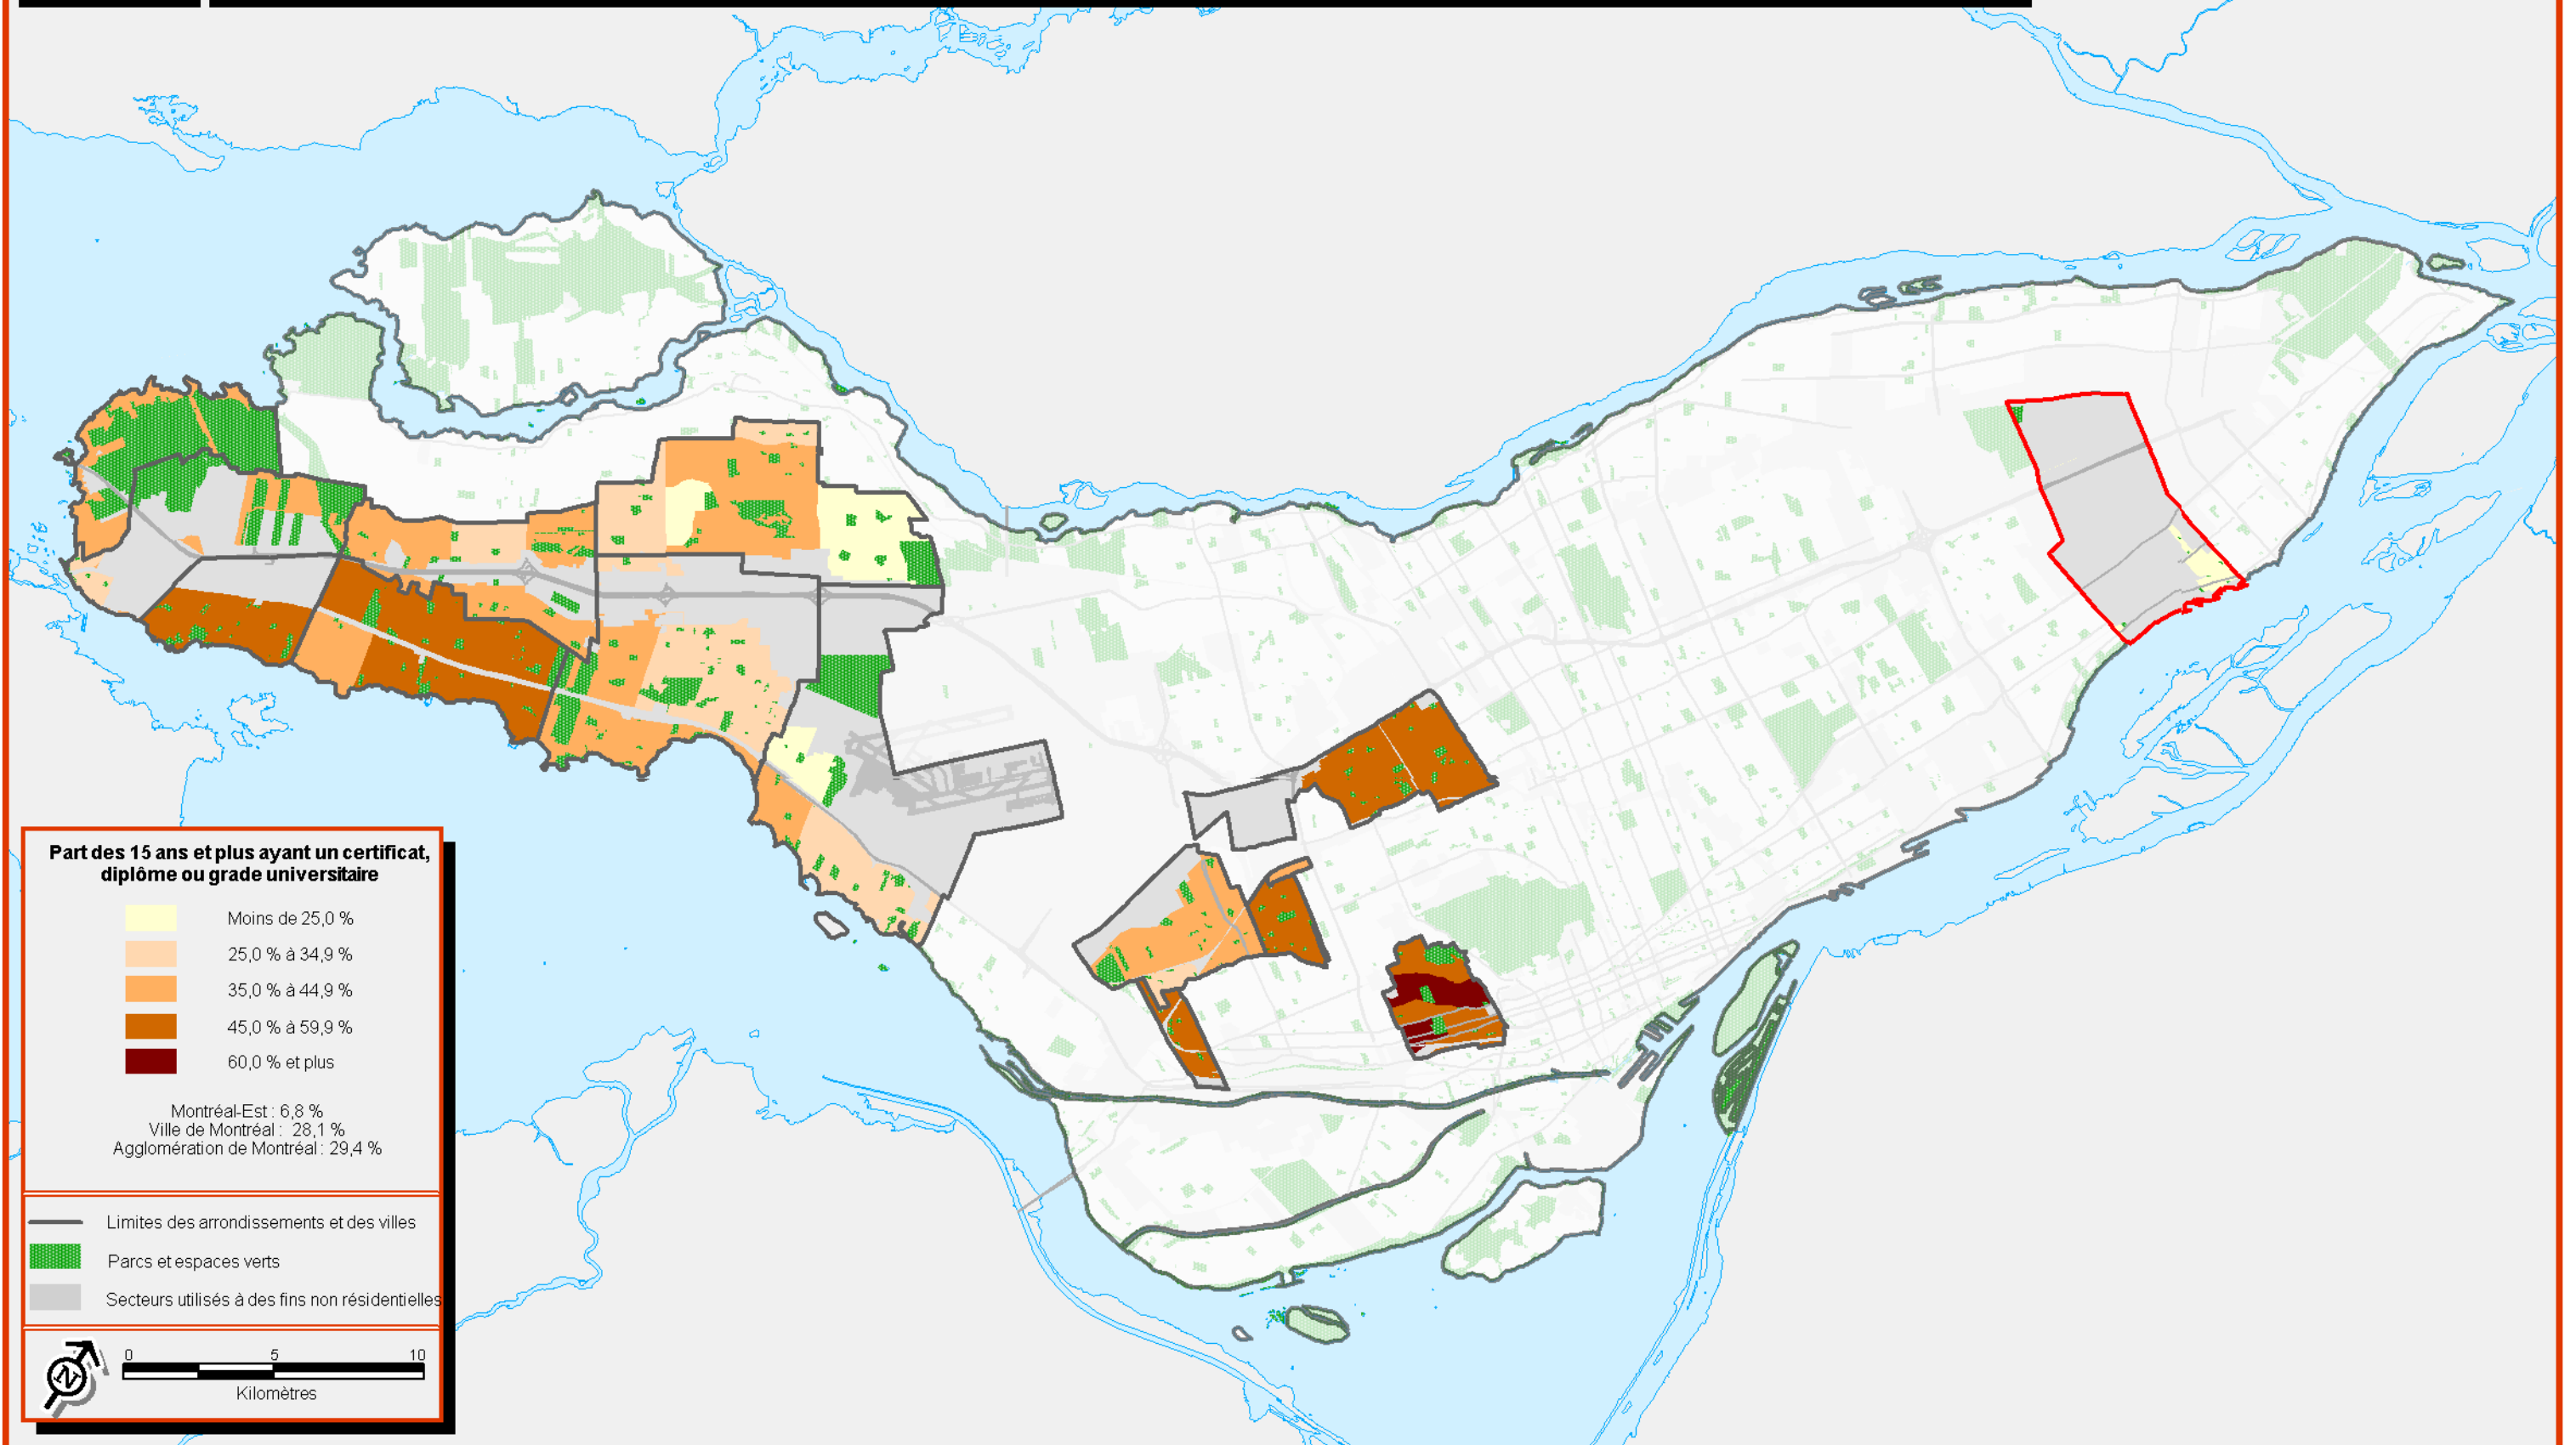 Part des 15 ans et plus ayant un certificat,
diplôme ou grade universitaire
Moins de 25,0 %
25,0 % à 34,9 %
35,0 % à 44,9 %
45,0 % à 59,9 %
60,0 % et plus
Montréal-Est : 6,8 %
Ville de Montréal : 28,1 %
Agglomération de Montréal : 29,4 %
Limites des arrondissements et des villes
Parcs et espaces verts
Secteurs utilisés à des fins non résidentielles
N
0 5 10
Kilomètres